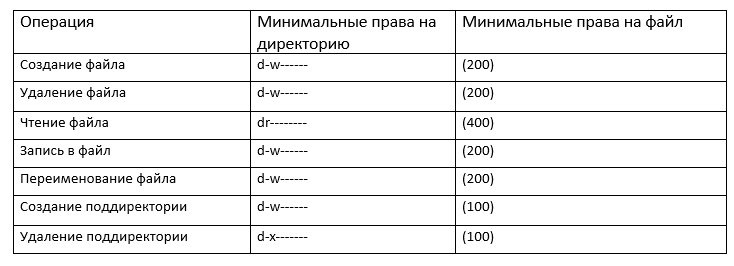 Операция Минимальные права на директорию Минимальные права на файл
Создание файла d-w------ (200)
Удаление файла d-w------ (200)
Чтение файла dr-------- (400)
Запись в файл d-w------ (200)
Переименование файла d-w------ (200)
Создание поддиректории d-w------ (100)
Удаление поддиректории d-x------- (100)